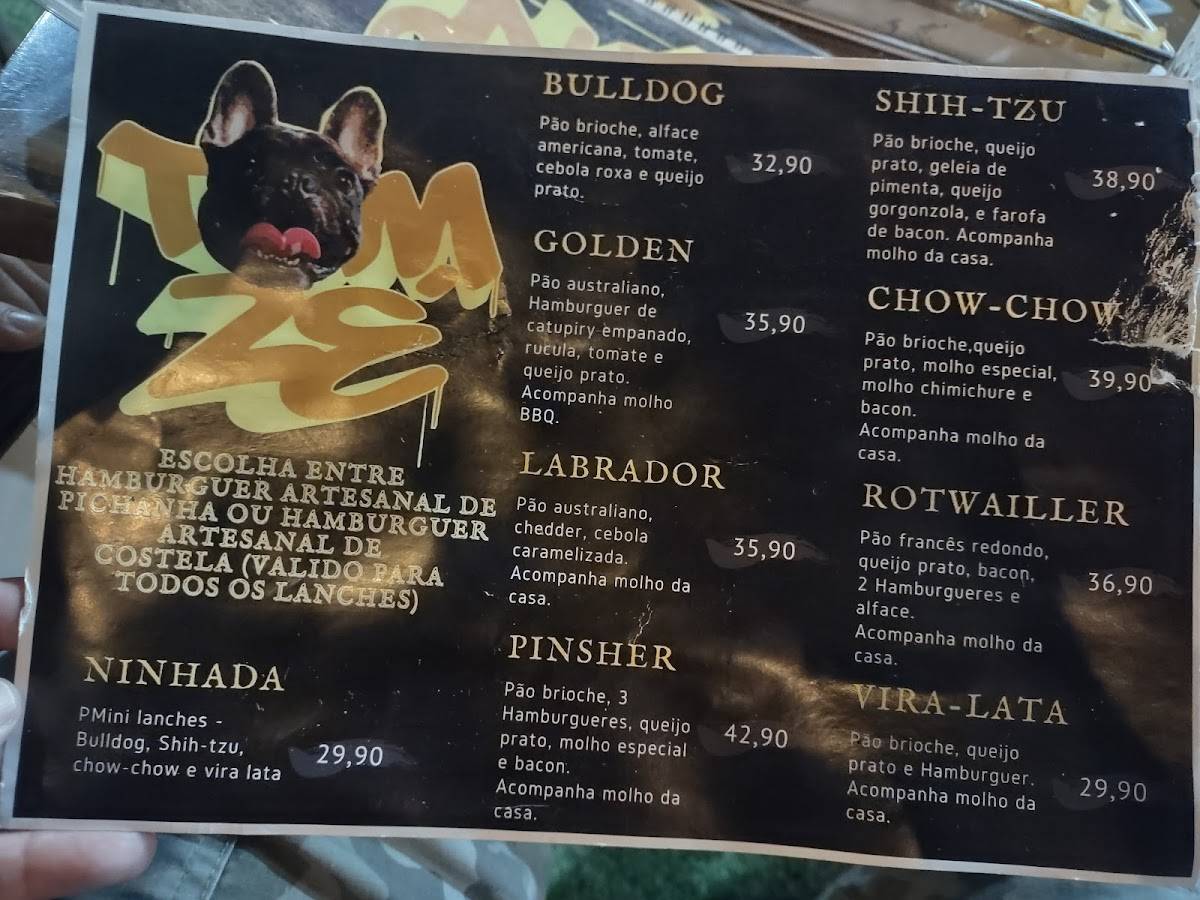 TOM
ZÉ
ESCOLHA ENTRE
HAMBURGUER ARTESANAL DE
PICHANHA OU HAMBURGUER
ARTESANAL DE
COSTELA (VALIDO PARA
TODOS OS LANCHES)
NINHADA
PMini lanches -
Bulldog, Shih-tzu,
chow-chow e vira lata
29,90
BULLDOG
Pão brioche, alface
americana, tomate,
cebola roxa e queijo
prato.
32,90
GOLDEN
Pão australiano,
Hamburguer de
catupiry empanado,
rucula, tomate e
queijo prato.
Acompanha molho
BBQ.
35,90
LABRADOR
Pão australiano,
chedder, cebola
caramelizada.
Acompanha molho da
casa.
35,90
PINSHER
Pão brioche, 3
Hamburgueres, queijo
prato, molho especial
e bacon.
Acompanha molho da
casa.
42,90
SHIH-TZU
Pão brioche, queijo
prato, geleia de
pimenta, queijo
gorgonzola, e farofa
de bacon. Acompanha
molho da casa.
38,90
CHOW-CHOW
Pão brioche,queijo
prato, molho especial,
molho chimichure e
bacon.
Acompanha molho da
casa.
39,90
ROTWAILLER
Pão francês redondo,
queijo prato, bacon,
2 Hamburgueres e
alface.
Acompanha molho da
casa.
36,90
VIRA-LATA
Pão brioche, queijo
prato e Hamburguer.
Acompanha molho da
casa.
29,90